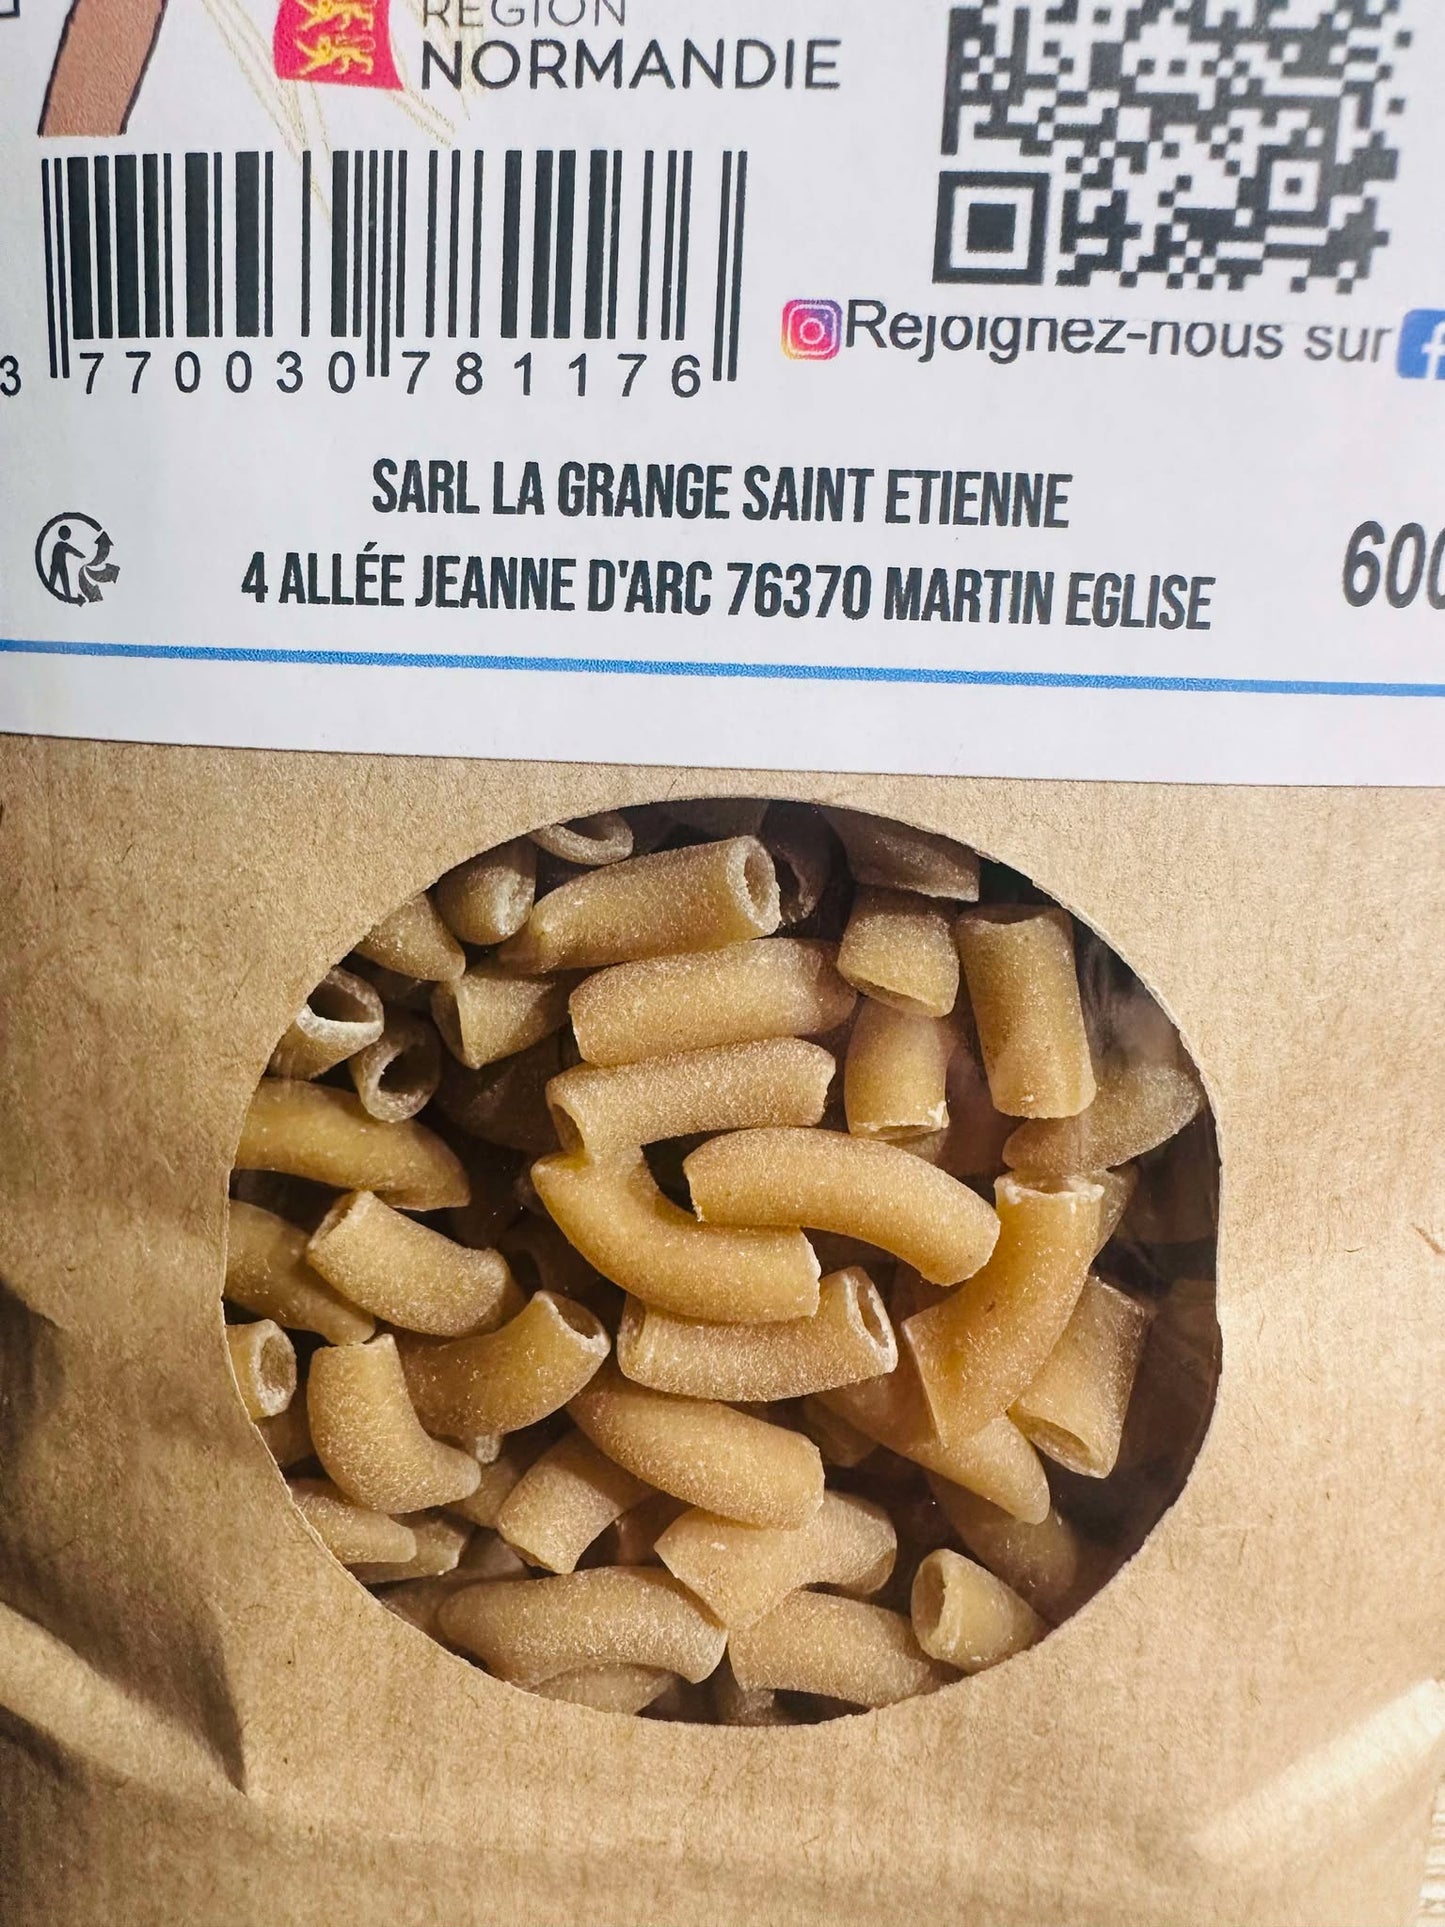 RÉGION
NORMANDIE
3 770030 781176
Rejoignez-nous sur
SARL LA GRANGE SAINT ETIENNE
4 ALLÉE JEANNE D'ARC 76370 MARTIN EGLISE
600